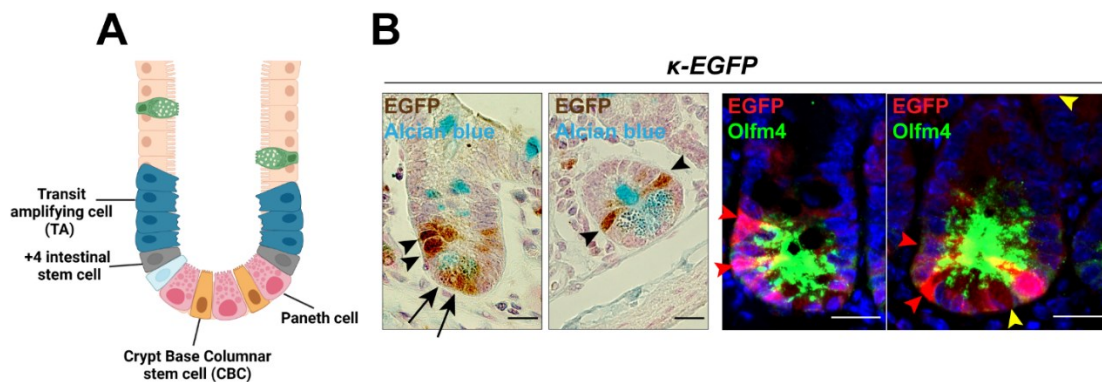 A
Transit
amplifying cell
(TA)
+4 intestinal
stem cell
Crypt Base Columnar
stem cell (CBC)
Paneth cell
B
κ-EGFP
EGFP
Alcian blue
EGFP
Alcian blue
EGFP
Olfm4
EGFP
Olfm4